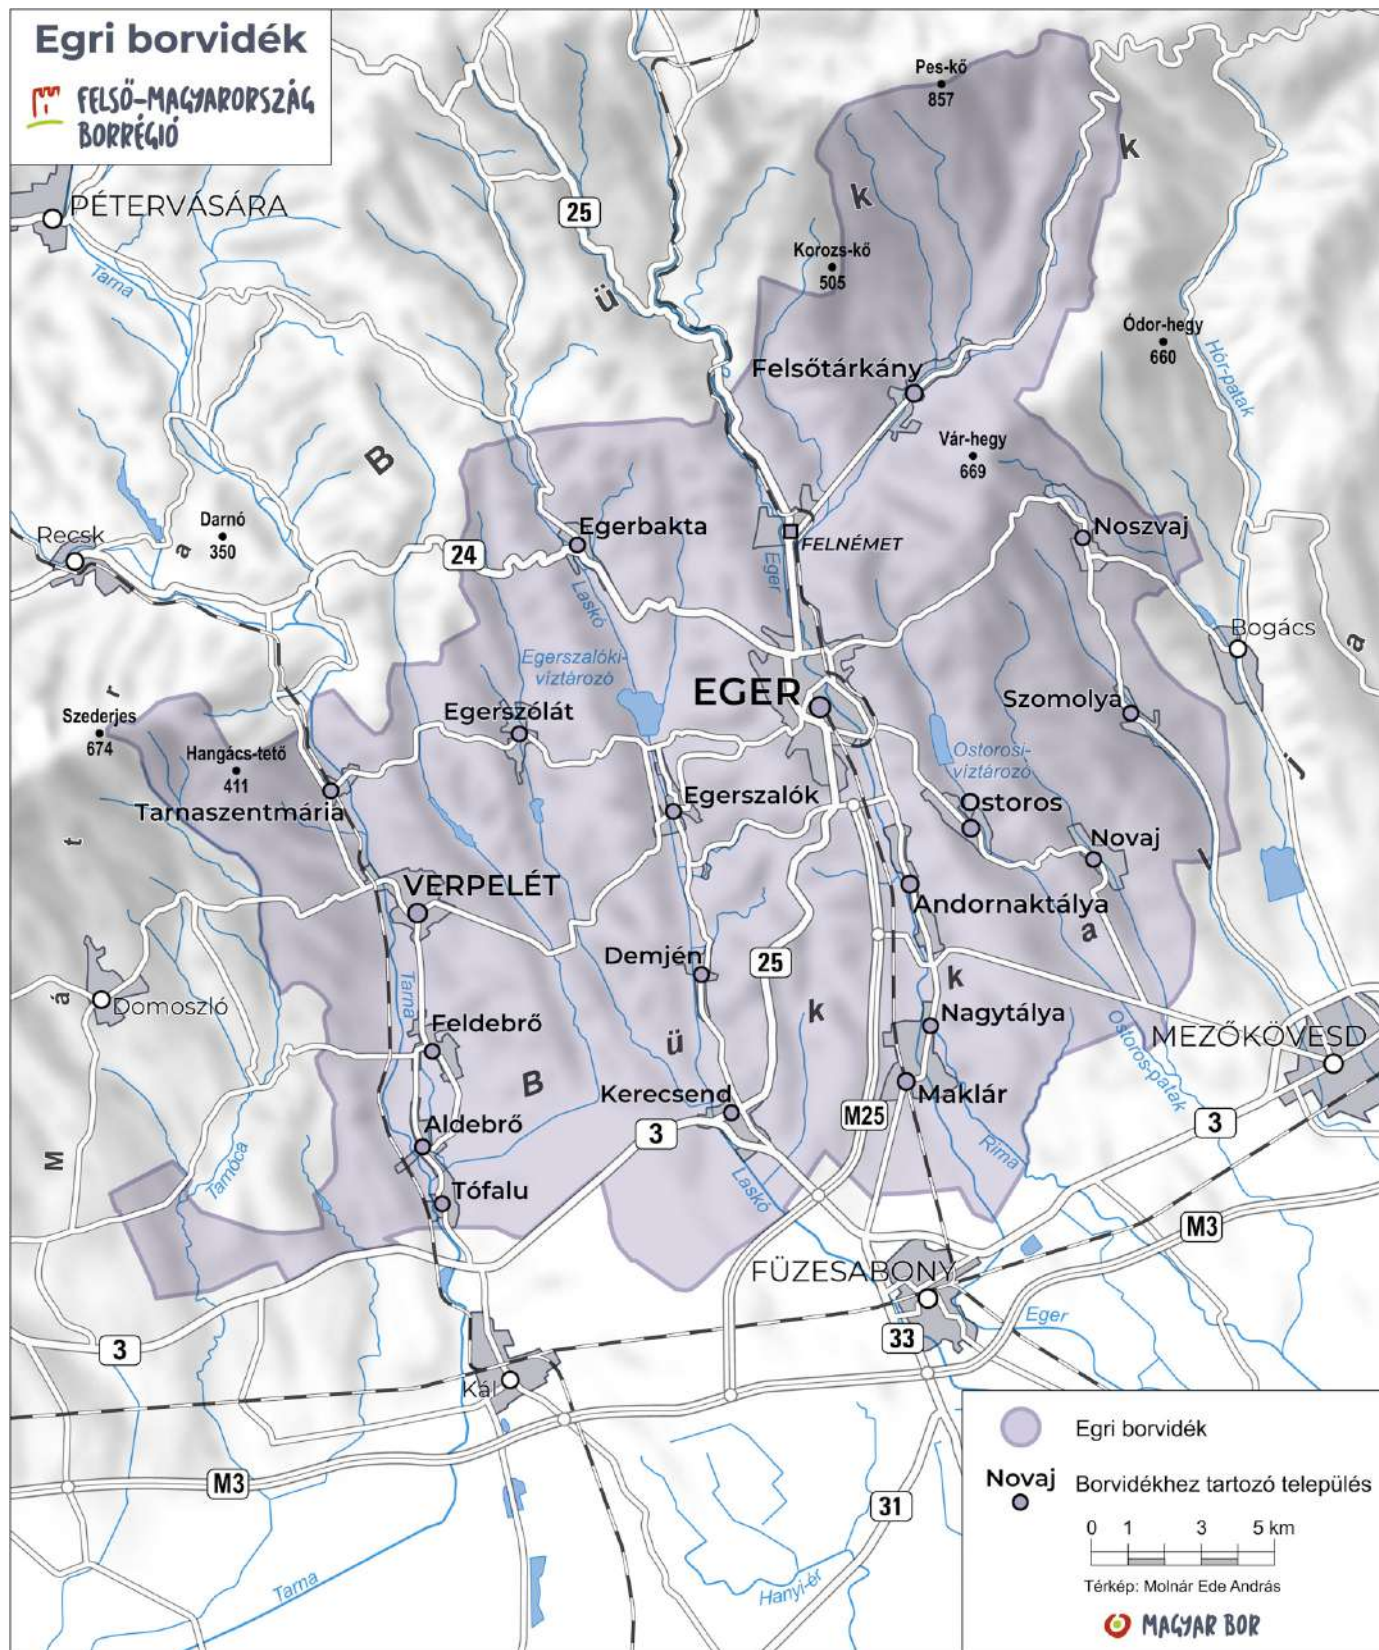 Egri borvidék
FELSŐ-MAGYARORSZÁG
BORRÉGIÓ
Pes-kő
857
k
k
PÉTERVÁSÁRA
25
Korozs-kő
505
Tarna
ü
Ódor-hegy
660
Hór-patak
Felsőtárkány
Vár-hegy
669
B
Darnó
350
Recsk
a
24
Egerbakta
FELNÉMET
Noszvaj
Eger
Laskó
Bogács
a
Egerszalóki-
víztározó
r
Szederjes
674
EGER
Egerszólát
Szomolya
Hangács-tető
411
Ostorosi-
víztározó
j
Tarnaszentmária
Egerszalók
Ostoros
t
Novaj
l
VERPELÉT
Andornaktálya
a
Demjén
25
Tarna
k
á
Domoszló
k
Nagytálya
Feldebrő
ü
Ostoros-patak
MEZŐKÖVESD
B
Kerecsend
Maklár
M25
3
3
Aldebrő
Rima
M
Tarnóca
Tófalu
Laskó
M3
FÜZESABONY
Eger
33
3
Kál
M3
31
Tarna
Hanyi-ér
Egri borvidék
Novaj
Borvidékhez tartozó település
0 1 3 5 km
Térkép: Molnár Ede András
MAGYAR BOR